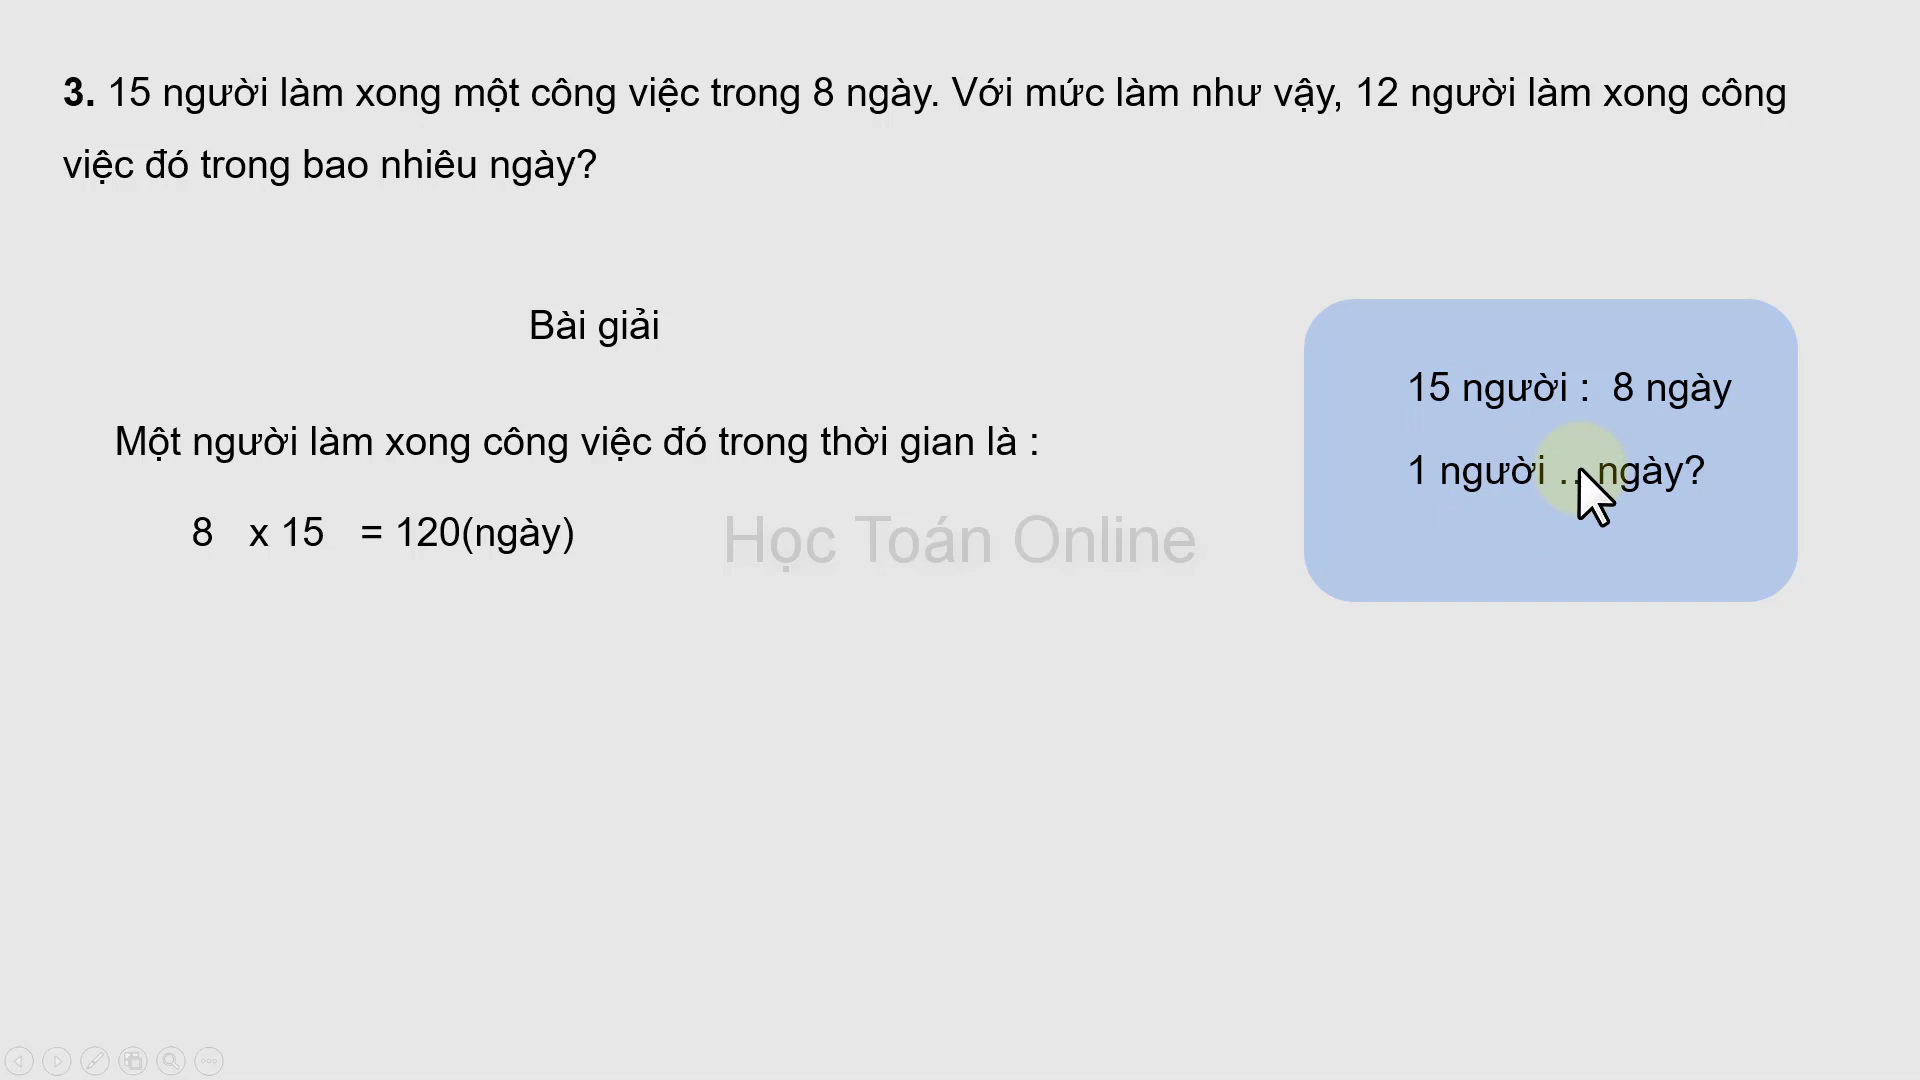 3. 15 người làm xong một công việc trong 8 ngày. Với mức làm như vậy, 12 người làm xong công
việc đó trong bao nhiêu ngày?
Bài giải
Một người làm xong công việc đó trong thời gian là :
8 x 15 = 120(ngày)
15 người : 8 ngày
1 người ... ngày?
Học Toán Online